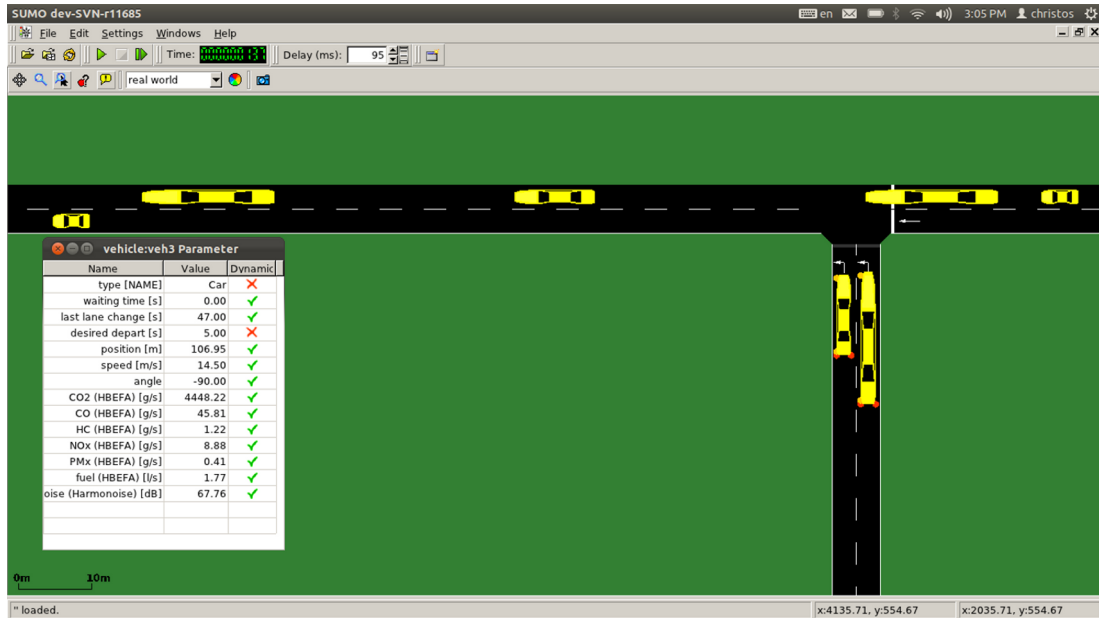 SUMO dev-SVN-r11685 en 3:05 PM christos
File Edit Settings Windows Help
Time: 137 Delay (ms): 95
real world
vehicle:veh3 Parameter
Name Value Dynamic
type [NAME] Car
waiting time [s] 0.00
last lane change [s] 47.00
desired depart [s] 5.00
position [m] 106.95
speed [m/s] 14.50
angle -90.00
CO2 (HBEFA) [g/s] 4448.22
CO (HBEFA) [g/s] 45.81
HC (HBEFA) [g/s] 1.22
NOx (HBEFA) [g/s] 8.88
PMx (HBEFA) [g/s] 0.41
fuel (HBEFA) [l/s] 1.77
oise (Harmonoise) [dB] 67.76
0m 10m
'' loaded. x:4135.71, y:554.67 x:2035.71, y:554.67